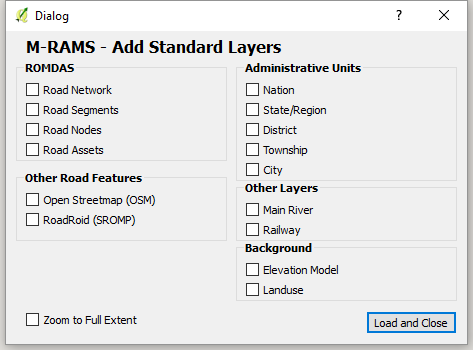 Dialog
?
M-RAMS - Add Standard Layers
ROMDAS
Road Network
Road Segments
Road Nodes
Road Assets
Other Road Features
Open Streetmap (OSM)
RoadRoid (SROMP)
Administrative Units
Nation
State/Region
District
Township
City
Other Layers
Main River
Railway
Background
Elevation Model
Landuse
Zoom to Full Extent
Load and Close